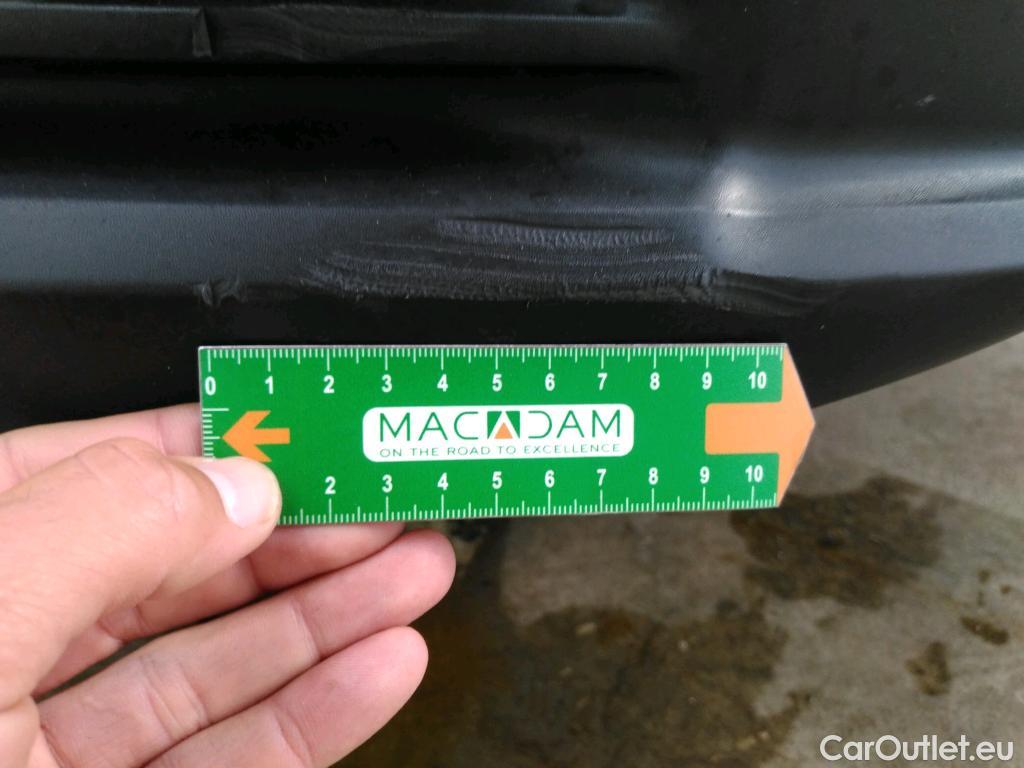 0 1 2 3 4 5 6 7 8 9 10
MACADAM
ON THE ROAD TO EXCELLENCE
2 3 4 5 6 7 8 9 10
CarOutlet.eu